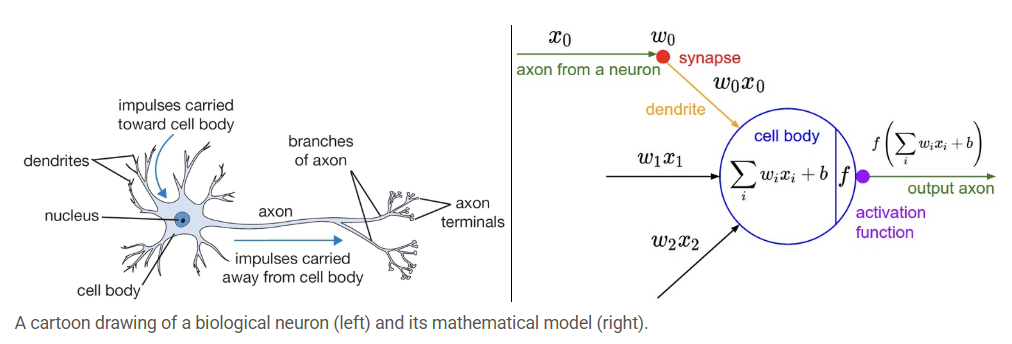 impulses carried
toward cell body
dendrites
nucleus
cell body
axon
impulses carried
away from cell body
branches
of axon
axon
terminals
x₀
w₀
synapse
axon from a neuron
w₀x₀
dendrite
cell body
w₁x₁
∑ᵢ wᵢxᵢ + b
f
f(∑ᵢ wᵢxᵢ + b)
output axon
activation
function
w₂x₂
A cartoon drawing of a biological neuron (left) and its mathematical model (right).